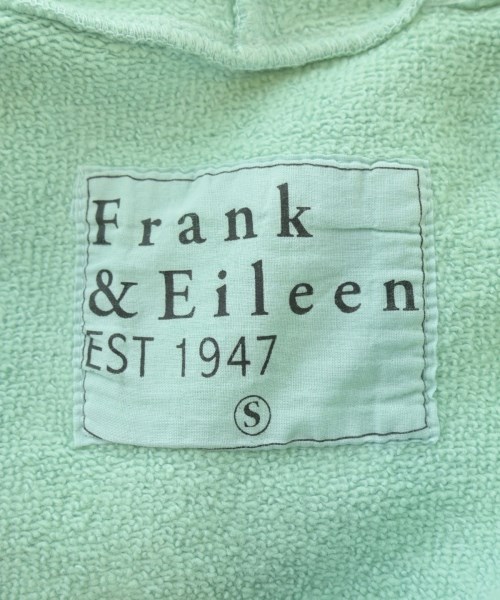 Frank
& Eileen
EST 1947
S